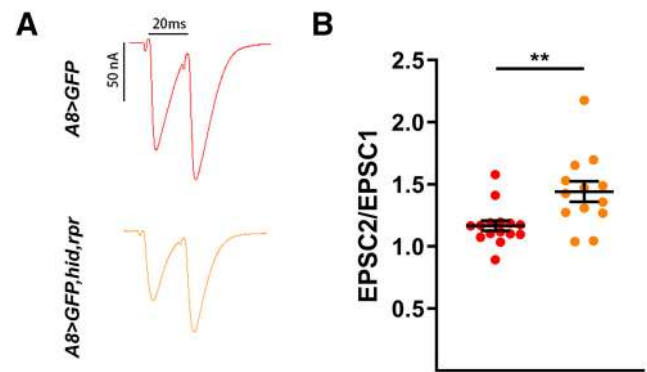 A
B
20ms
50 nA
A8>GFP
A8>GFP,hid,rpr
**
EPSC2/EPSC1
2.5
2.0
1.5
1.0
0.5